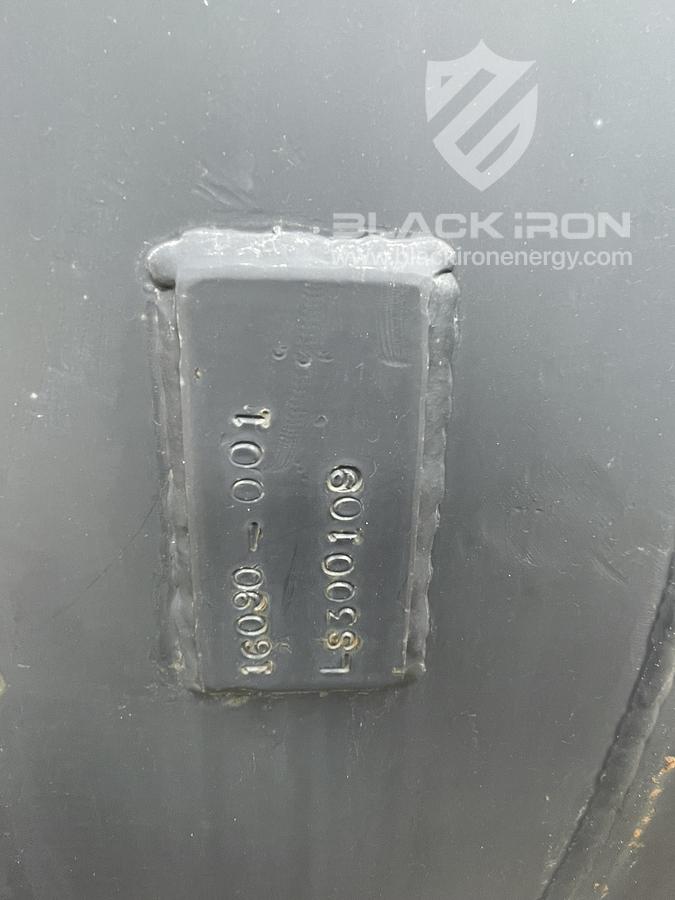 BLACK iRON
www.blackironenergy.com
16090-001
LS300109